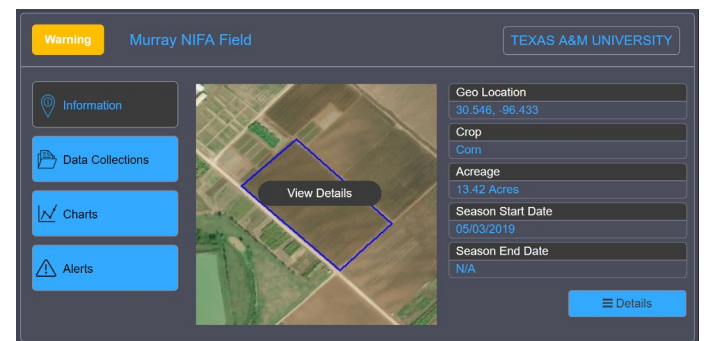 Warning
Murray NIFA Field
TEXAS A&M UNIVERSITY
Information
Data Collections
Charts
Alerts
View Details
Geo Location
30.546, -96.433
Crop
Corn
Acreage
13.42 Acres
Season Start Date
05/03/2019
Season End Date
N/A
Details